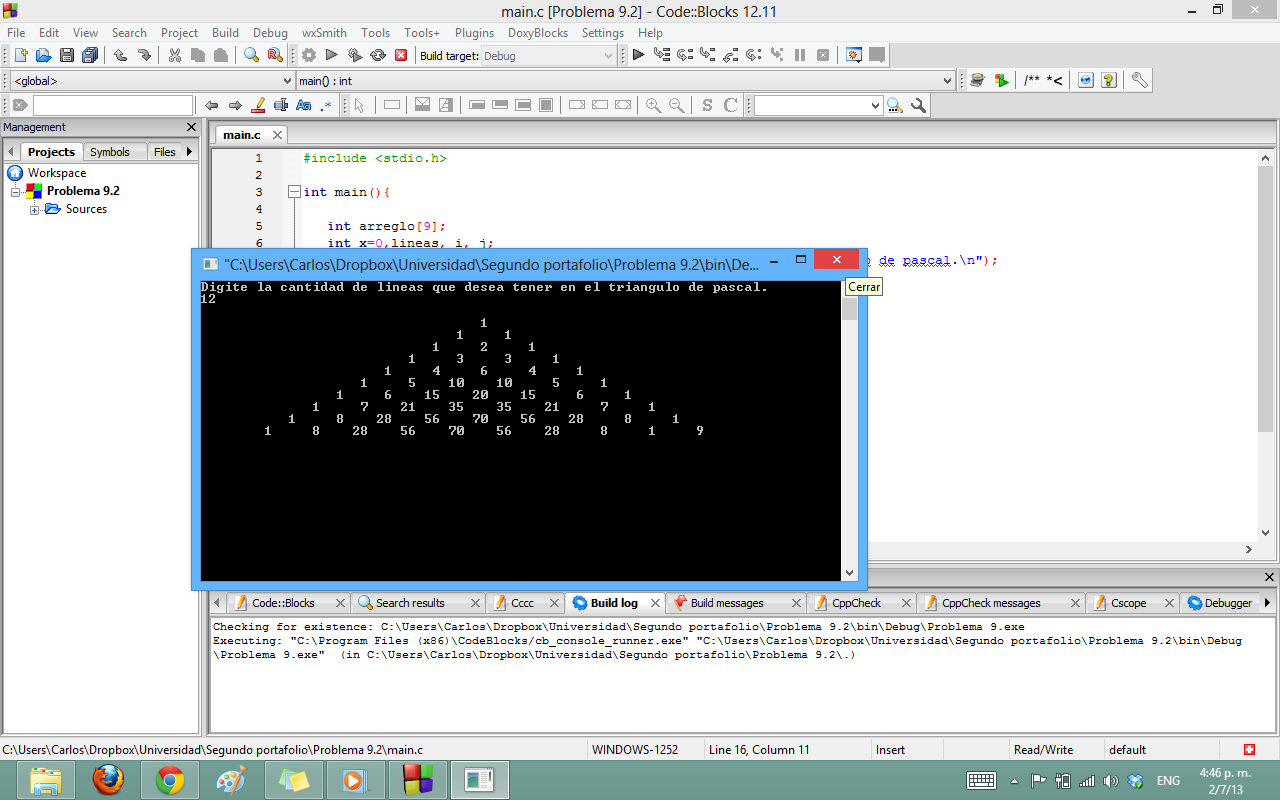 main.c [Problema 9.2] - Code::Blocks 12.11
File Edit View Search Project Build Debug wxSmith Tools Tools+ Plugins DoxyBlocks Settings Help
Build target: Debug
<global> main() : int
/** *<
Aa .*
S C
Management
main.c
Projects Symbols Files
Workspace
Problema 9.2
Sources
1 #include <stdio.h>
2
3 int main(){
4
5 int arreglo[9];
6 int x=0,lineas, i, j;
de pascal.\n");
"C:\Users\Carlos\Dropbox\Universidad\Segundo portafolio\Problema 9.2\bin\De...
Cerrar
Digite la cantidad de lineas que desea tener en el triangulo de pascal.
12
1
1 1
1 2 1
1 3 3 1
1 4 6 4 1
1 5 10 10 5 1
1 6 15 20 15 6 1
1 7 21 35 35 21 7 1
1 8 28 56 70 56 28 8 1
1 8 28 56 70 56 28 8 1 9
Code::Blocks Search results Cccc Build log Build messages CppCheck CppCheck messages Cscope Debugger
Checking for existence: C:\Users\Carlos\Dropbox\Universidad\Segundo portafolio\Problema 9.2\bin\Debug\Problema 9.exe
Executing: "C:\Program Files (x86)\CodeBlocks/cb_console_runner.exe" "C:\Users\Carlos\Dropbox\Universidad\Segundo portafolio\Problema 9.2\bin\Debug
\Problema 9.exe" (in C:\Users\Carlos\Dropbox\Universidad\Segundo portafolio\Problema 9.2\.)
C:\Users\Carlos\Dropbox\Universidad\Segundo portafolio\Problema 9.2\main.c WINDOWS-1252 Line 16, Column 11 Insert Read/Write default
ENG
4:46 p. m.
2/7/13